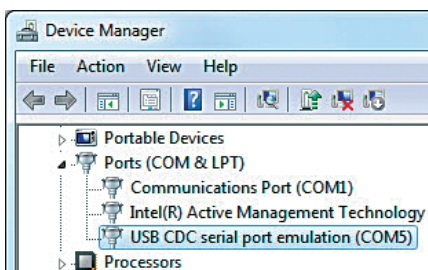 Device Manager
File Action View Help
Portable Devices
Ports (COM & LPT)
Communications Port (COM1)
Intel(R) Active Management Technology
USB CDC serial port emulation (COM5)
Processors